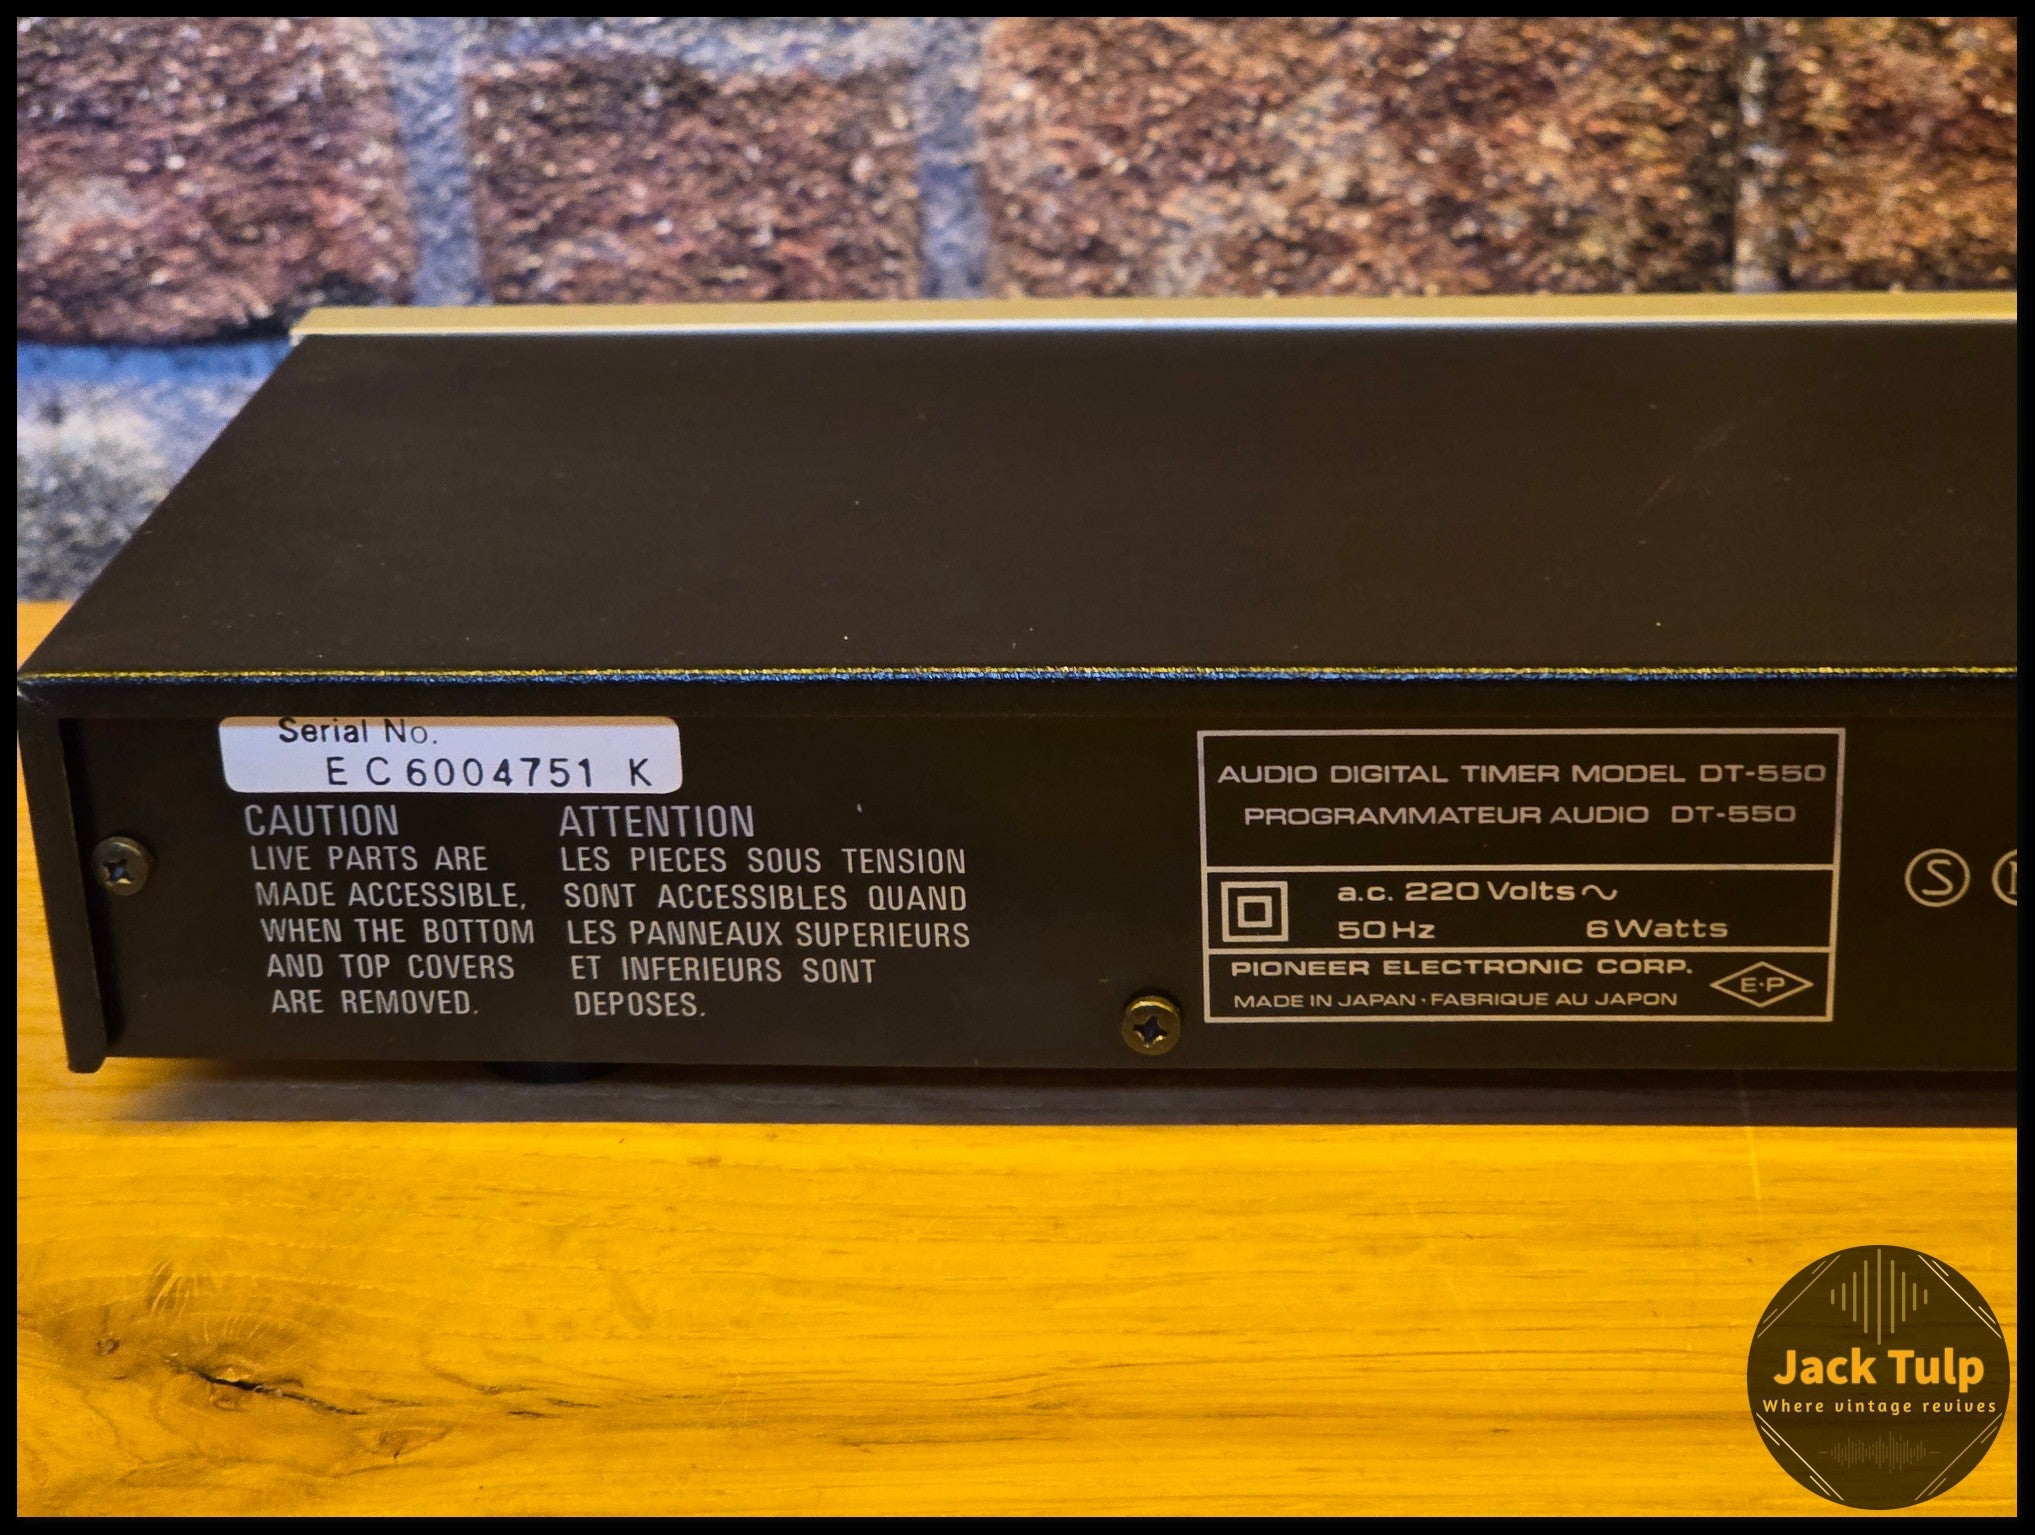 Serial No.
EC6004751 K
CAUTION
LIVE PARTS ARE
MADE ACCESSIBLE,
WHEN THE BOTTOM
AND TOP COVERS
ARE REMOVED.
ATTENTION
LES PIECES SOUS TENSION
SONT ACCESSIBLES QUAND
LES PANNEAUX SUPERIEURS
ET INFERIEURS SONT
DEPOSES.
AUDIO DIGITAL TIMER MODEL DT-550
PROGRAMMATEUR AUDIO DT-550
a.c. 220 Volts ~
50 Hz 6 Watts
PIONEER ELECTRONIC CORP.
MADE IN JAPAN · FABRIQUE AU JAPON
E·P
S
Jack Tulp
Where vintage revives